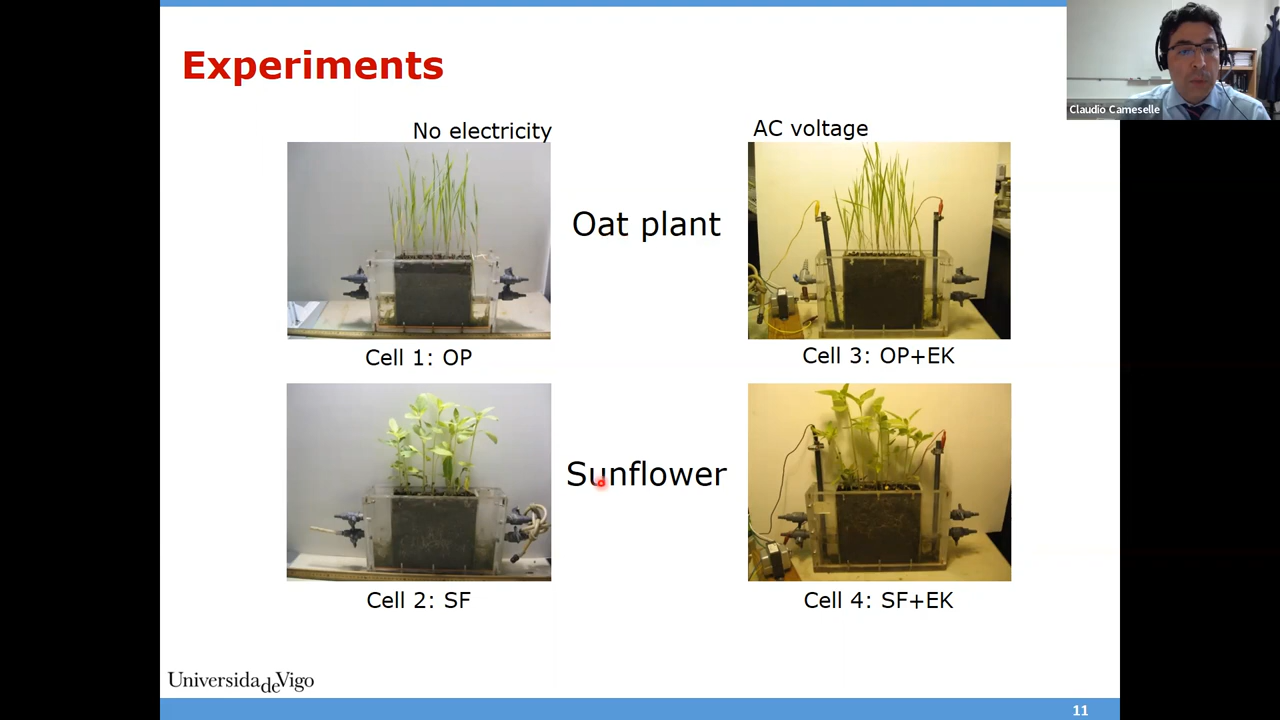 Experiments
Claudio Cameselle
No electricity
AC voltage
Oat plant
Cell 1: OP
Cell 3: OP+EK
Sunflower
Cell 2: SF
Cell 4: SF+EK
UniversidadeVigo
11